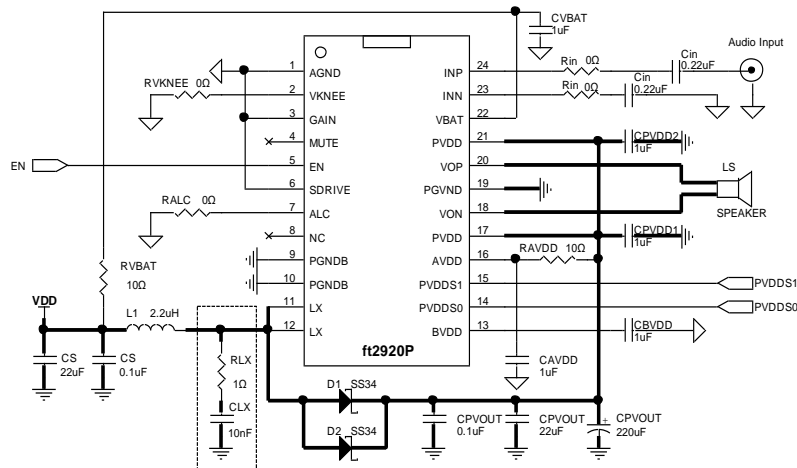 CVBAT
1uF
Audio Input
RVKNEE 0Ω
1 AGND
INP 24
Rin 0Ω
Cin
0.22uF
2 VKNEE
INN 23
Rin 0Ω
Cin
0.22uF
3 GAIN
VBAT 22
4 MUTE
PVDD 21
CPVDD2
1uF
EN
5 EN
VOP 20
LS
SPEAKER
6 SDRIVE
PGVND 19
RALC 0Ω
7 ALC
VON 18
8 NC
PVDD 17
CPVDD1
1uF
9 PGNDB
AVDD 16
RAVDD 10Ω
RVBAT
10Ω
10 PGNDB
PVDDS1 15
PVDDS1
VDD
L1 2.2uH
11 LX
PVDDS0 14
PVDDS0
12 LX
BVDD 13
CBVDD
1uF
ft2920P
CS
22uF
CS
0.1uF
RLX
1Ω
CLX
10nF
CAVDD
1uF
D1 SS34
D2 SS34
CPVOUT
0.1uF
CPVOUT
22uF
+
CPVOUT
220uF